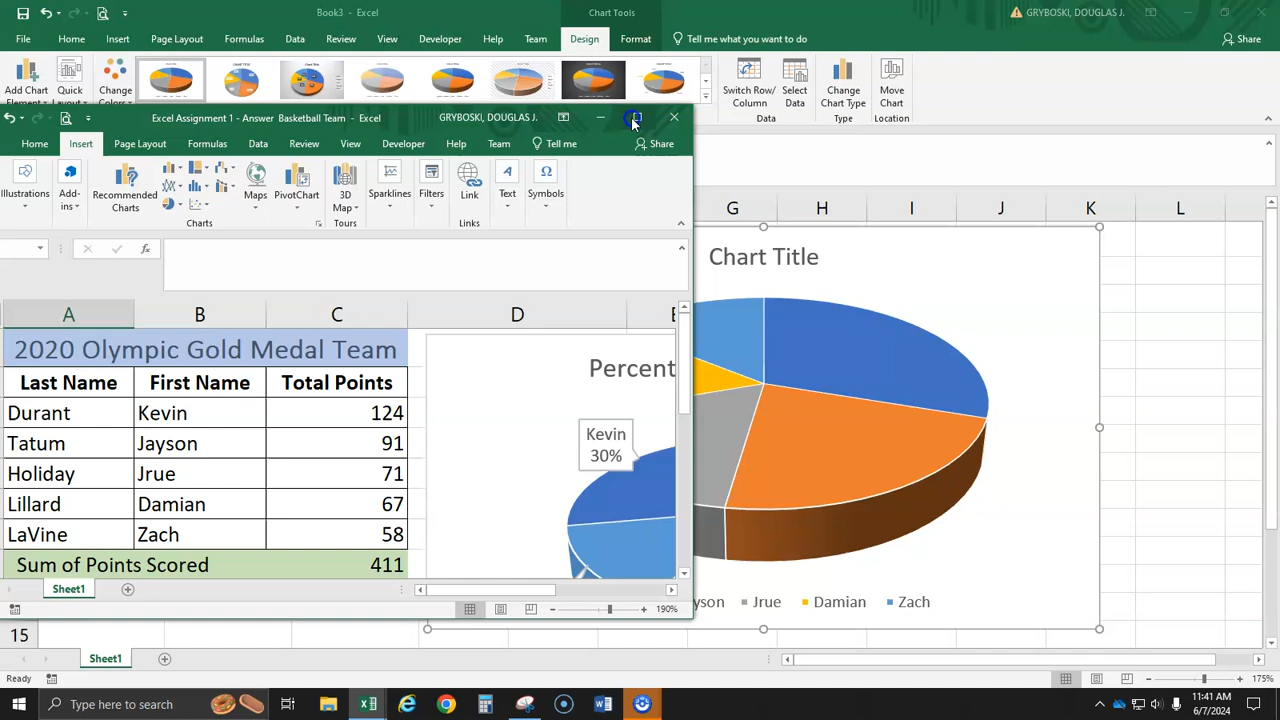 Book3 - Excel
Chart Tools
GRYBOSKI, DOUGLAS J.
File Home Insert Page Layout Formulas Data Review View Developer Help Team Design Format Tell me what you want to do Share
Add Chart Element
Quick Layout
Change Colors
Switch Row/ Column
Select Data
Change Chart Type
Move Chart
Data Type Location
Excel Assignment 1 - Answer Basketball Team - Excel
GRYBOSKI, DOUGLAS J.
Home Insert Page Layout Formulas Data Review View Developer Help Team Tell me Share
Illustrations
Add-ins
Recommended Charts
Maps
PivotChart
3D Map
Sparklines
Filters
Link
Text
Symbols
Charts Tours Links
A B C D E
G H I J K L
2020 Olympic Gold Medal Team
Last Name First Name Total Points
Durant Kevin 124
Tatum Jayson 91
Holiday Jrue 71
Lillard Damian 67
LaVine Zach 58
Sum of Points Scored 411
Percent
Kevin
30%
Sheet1
190%
Chart Title
yson Jrue Damian Zach
15
Sheet1
Ready
175%
Type here to search
11:41 AM
6/7/2024